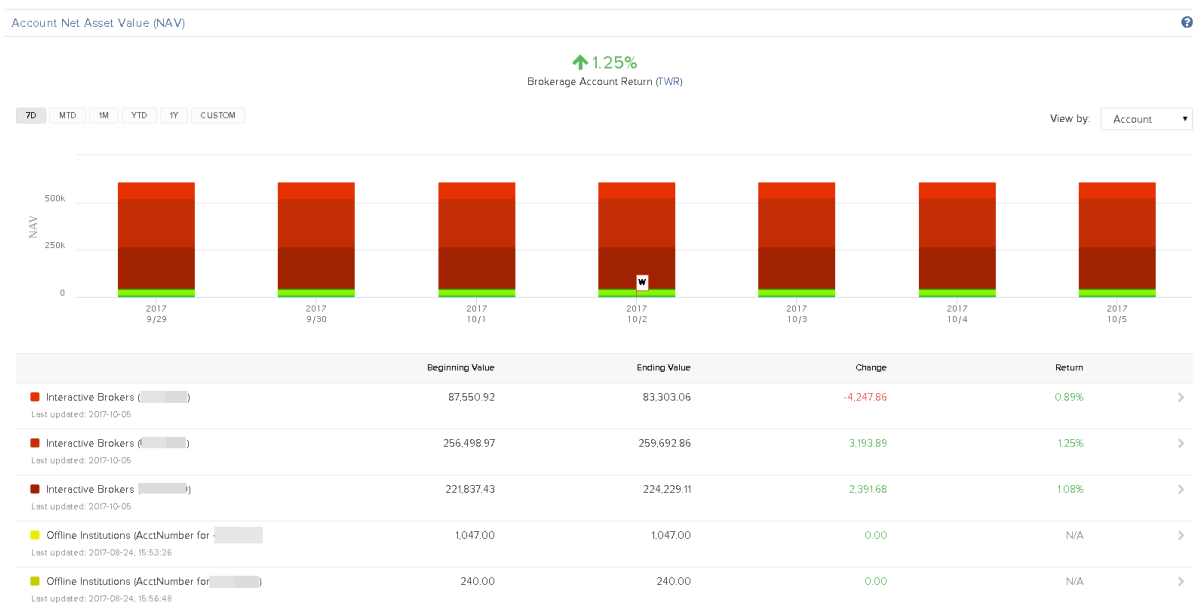 Account Net Asset Value (NAV)
?
1.25%
Brokerage Account Return (TWR)
7D MTD 1M YTD 1Y CUSTOM
View by: Account
NAV
500k
250k
0
W
2017 2017 2017 2017 2017 2017 2017
9/29 9/30 10/1 10/2 10/3 10/4 10/5
Beginning Value Ending Value Change Return
Interactive Brokers ( ) 87,550.92 83,303.06 -4,247.86 0.89%
Last updated: 2017-10-05
Interactive Brokers ( ) 256,498.97 259,692.86 3,193.89 1.25%
Last updated: 2017-10-05
Interactive Brokers ) 221,837.43 224,229.11 2,391.68 1.08%
Last updated: 2017-10-05
Offline Institutions (AcctNumber for 1,047.00 1,047.00 0.00 N/A
Last updated: 2017-08-24, 15:53:26
Offline Institutions (AcctNumber for ) 240.00 240.00 0.00 N/A
Last updated: 2017-08-24, 15:56:48